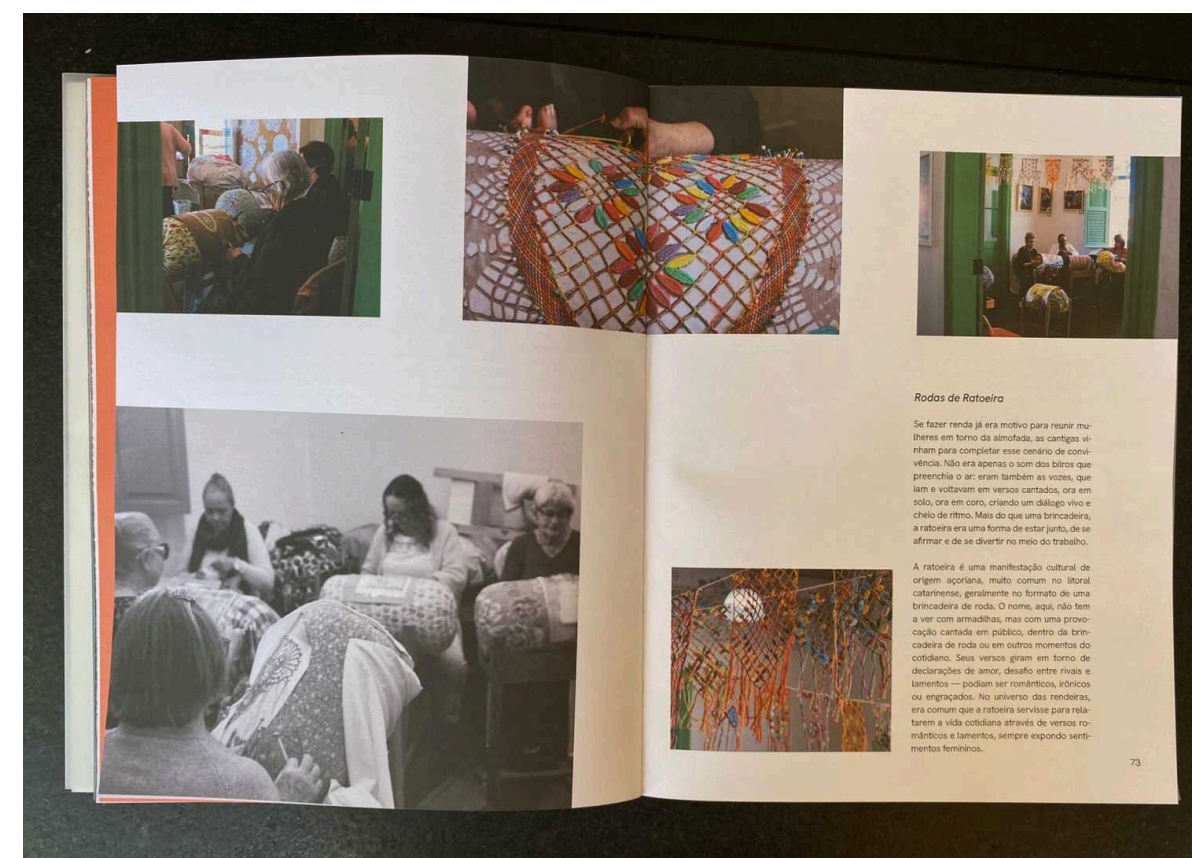 Rodas de Ratoeira
Se fazer renda já era motivo para reunir mu-
lheres em torno da almofada, as cantigas vi-
nham para completar esse cenário de convi-
vência. Não era apenas o som dos bilros que
preenchia o ar: eram também as vozes, que
iam e voltavam em versos cantados, ora em
solo, ora em coro, criando um diálogo vivo e
cheio de ritmo. Mais do que uma brincadeira,
a ratoeira era uma forma de estar junto, de se
afirmar e de se divertir no meio do trabalho.
A ratoeira é uma manifestação cultural de
origem açoriana, muito comum no litoral
catarinense, geralmente no formato de uma
brincadeira de roda. O nome, aqui, não tem
a ver com armadilhas, mas com uma provo-
cação cantada em público, dentro da brin-
cadeira de roda ou em outros momentos do
cotidiano. Seus versos giram em torno de
declarações de amor, desafio entre rivais e
lamentos — podiam ser românticos, irônicos
ou engraçados. No universo das rendeiras,
era comum que a ratoeira servisse para rela-
tarem a vida cotidiana através de versos ro-
mânticos e lamentos, sempre expondo senti-
mentos femininos.
73